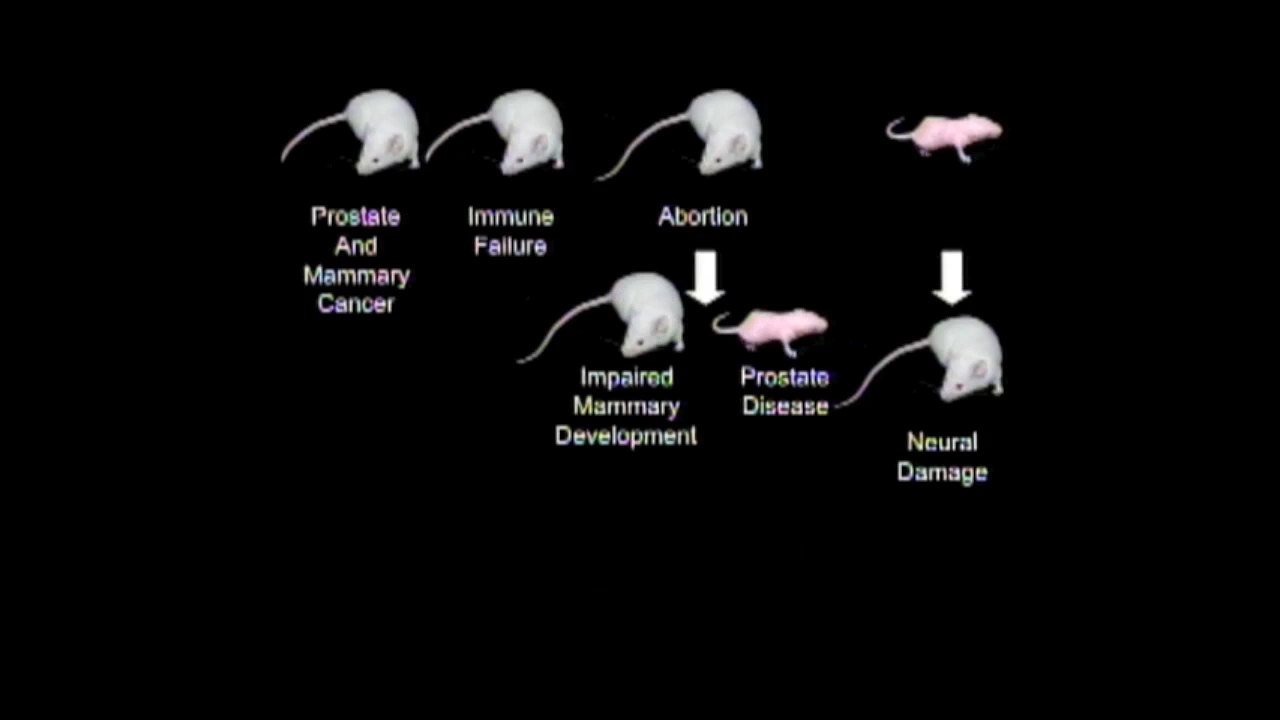 Prostate
And
Mammary
Cancer
Immune
Failure
Abortion
Impaired
Mammary
Development
Prostate
Disease
Neural
Damage